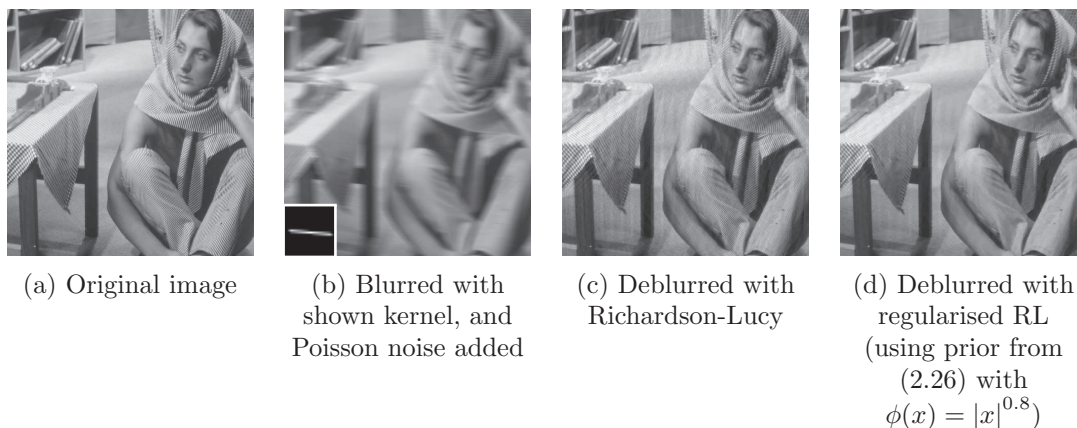 (a) Original image
(b) Blurred with
shown kernel, and
Poisson noise added
(c) Deblurred with
Richardson-Lucy
(d) Deblurred with
regularised RL
(using prior from
(2.26) with
ϕ(x) = |x|^0.8)